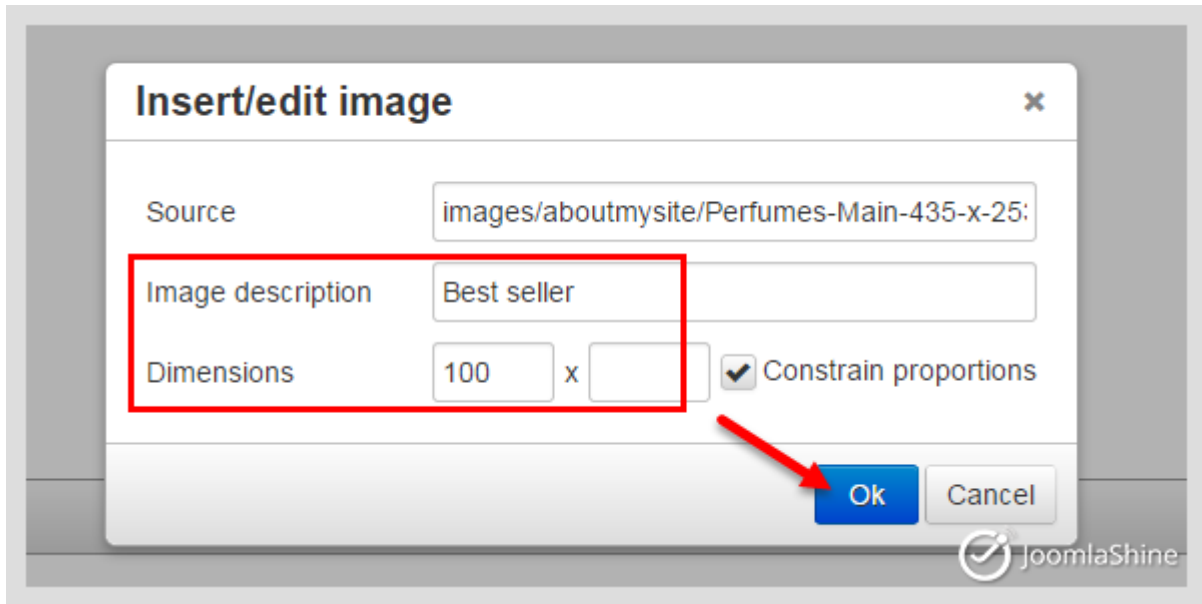 Insert/edit image ×
Source images/aboutmysite/Perfumes-Main-435-x-25
Image description Best seller
Dimensions 100 x Constrain proportions
Ok Cancel
JoomlaShine